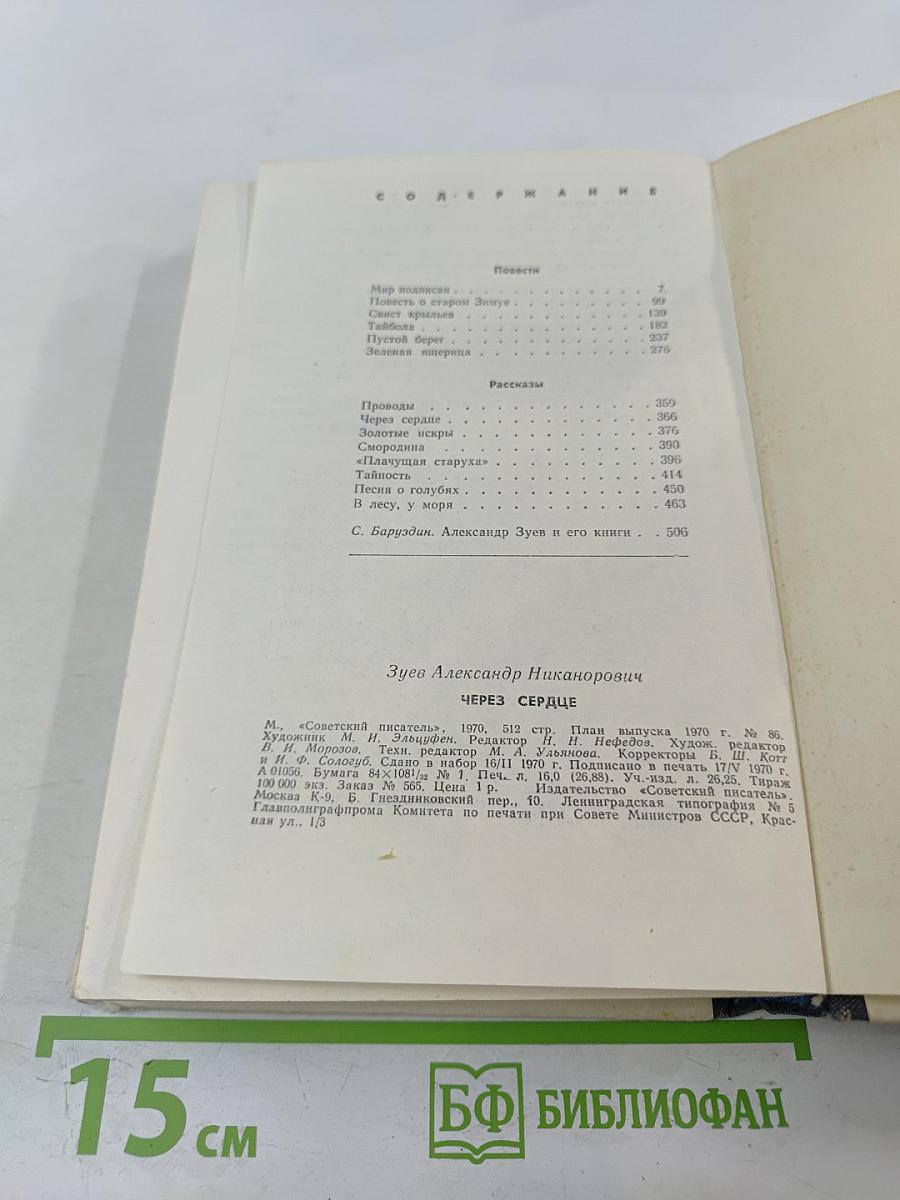 СОДЕРЖАНИЕ
Повести
Мир подписан . . . . . . . . . . . . . 7
Повесть о старом Зимуе . . . . . . . . . 99
Свист крыльев . . . . . . . . . . . . 139
Тайбола . . . . . . . . . . . . . . 182
Пустой берег . . . . . . . . . . . . . 237
Зеленая ящерица . . . . . . . . . . . 276
Рассказы
Проводы . . . . . . . . . . . . . . 359
Через сердце . . . . . . . . . . . . . 366
Золотые искры . . . . . . . . . . . . 376
Смородина . . . . . . . . . . . . . 390
«Плачущая старуха» . . . . . . . . . . . 396
Тайность . . . . . . . . . . . . . . 414
Песня о голубях . . . . . . . . . . . . 450
В лесу, у моря . . . . . . . . . . . . 463
С. Баруздин. Александр Зуев и его книги . . 506
Зуев Александр Никанорович
ЧЕРЕЗ СЕРДЦЕ
М., «Советский писатель», 1970, 512 стр. План выпуска 1970 г. № 86.
Художник М. И. Эльцуфен. Редактор Н. Н. Нефедов. Худож. редактор
В. И. Морозов. Техн. редактор М. А. Ульянова. Корректоры Б. Ш. Котт
и И. Ф. Сологуб. Сдано в набор 16/II 1970 г. Подписано в печать 17/V 1970 г.
А 01056. Бумага 84×1081/32 № 1. Печ. л. 16,0 (26,88). Уч.-изд. л. 26,25. Тираж
100 000 экз. Заказ № 565. Цена 1 р. Издательство «Советский писатель».
Москва К-9, Б. Гнездниковский пер., 10. Ленинградская типография № 5
Главполиграфпрома Комитета по печати при Совете Министров СССР, Крас-
ная ул., 1/3
15 см
БФ БИБЛИОФАН